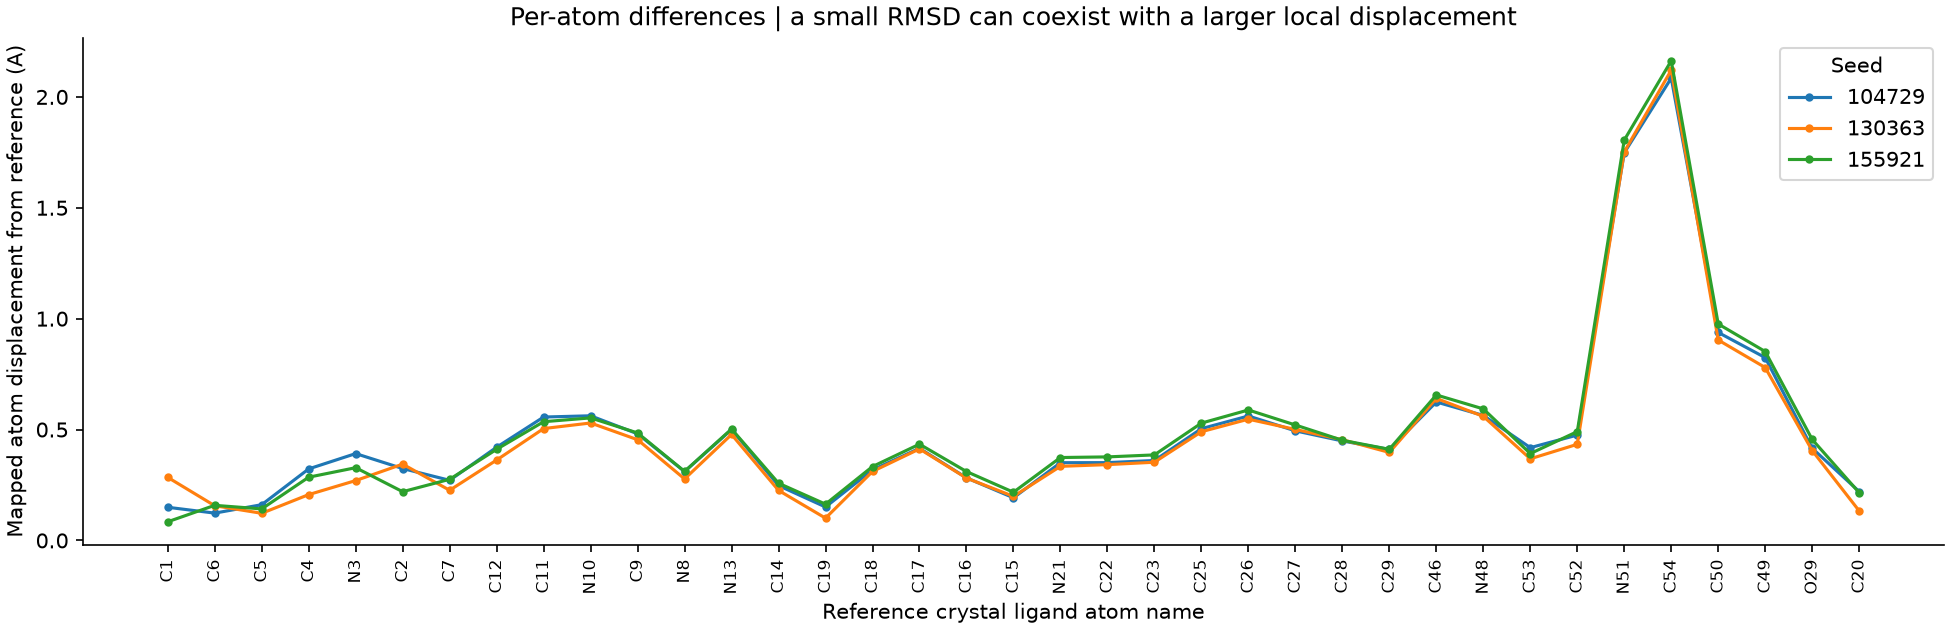 Per-atom differences | a small RMSD can coexist with a larger local displacement
Mapped atom displacement from reference (A)
2.0
1.5
1.0
0.5
0.0
Seed
104729
130363
155921
C1 C6 C5 C4 N3 C2 C7 C12 C11 N10 C9 N8 N13 C14 C19 C18 C17 C16 C15 N21 C22 C23 C25 C26 C27 C28 C29 C46 N48 C53 C52 N51 C54 C50 C49 O29 C20
Reference crystal ligand atom name